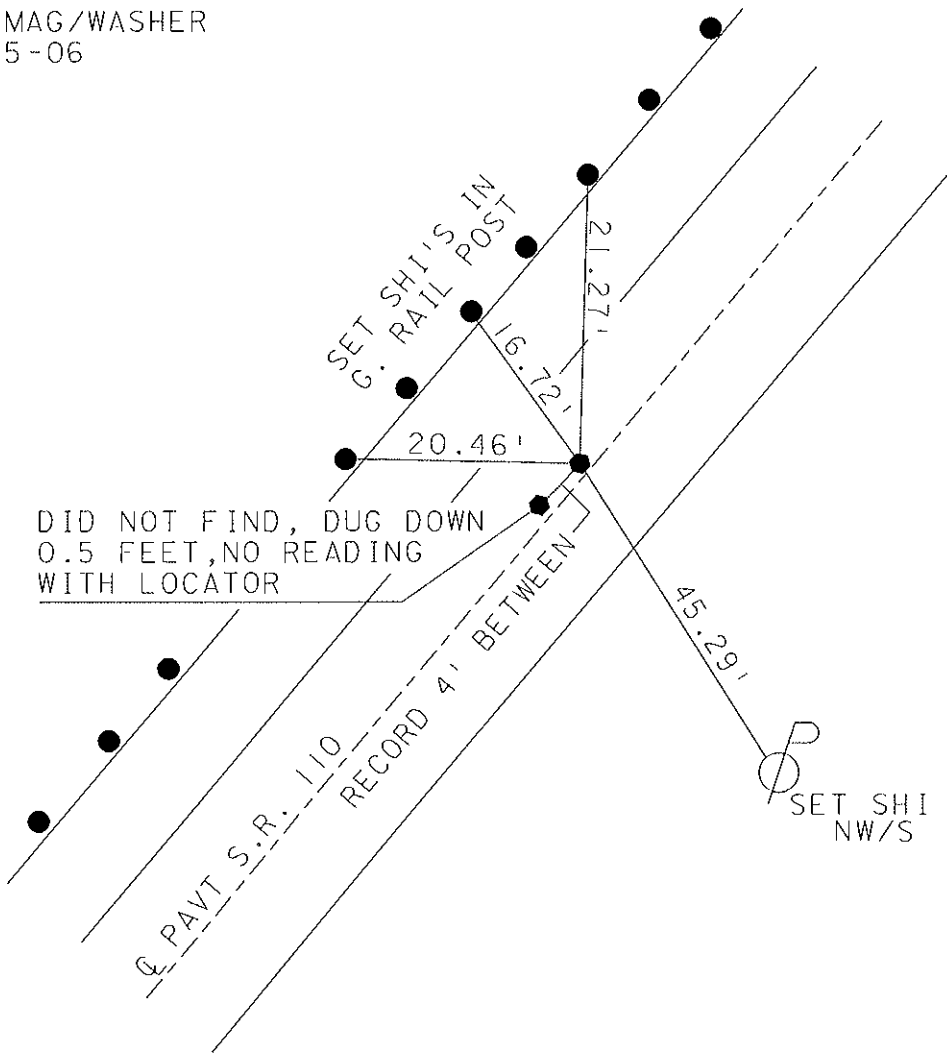 MAG/WASHER
5-06
SET SHI'S IN
G. RAIL POST
21.27'
16.72'
20.46'
DID NOT FIND, DUG DOWN
0.5 FEET,NO READING
WITH LOCATOR
RECORD 4' BETWEEN
45.29'
℄ PAVT S.R. 110
SET SHI
NW/S